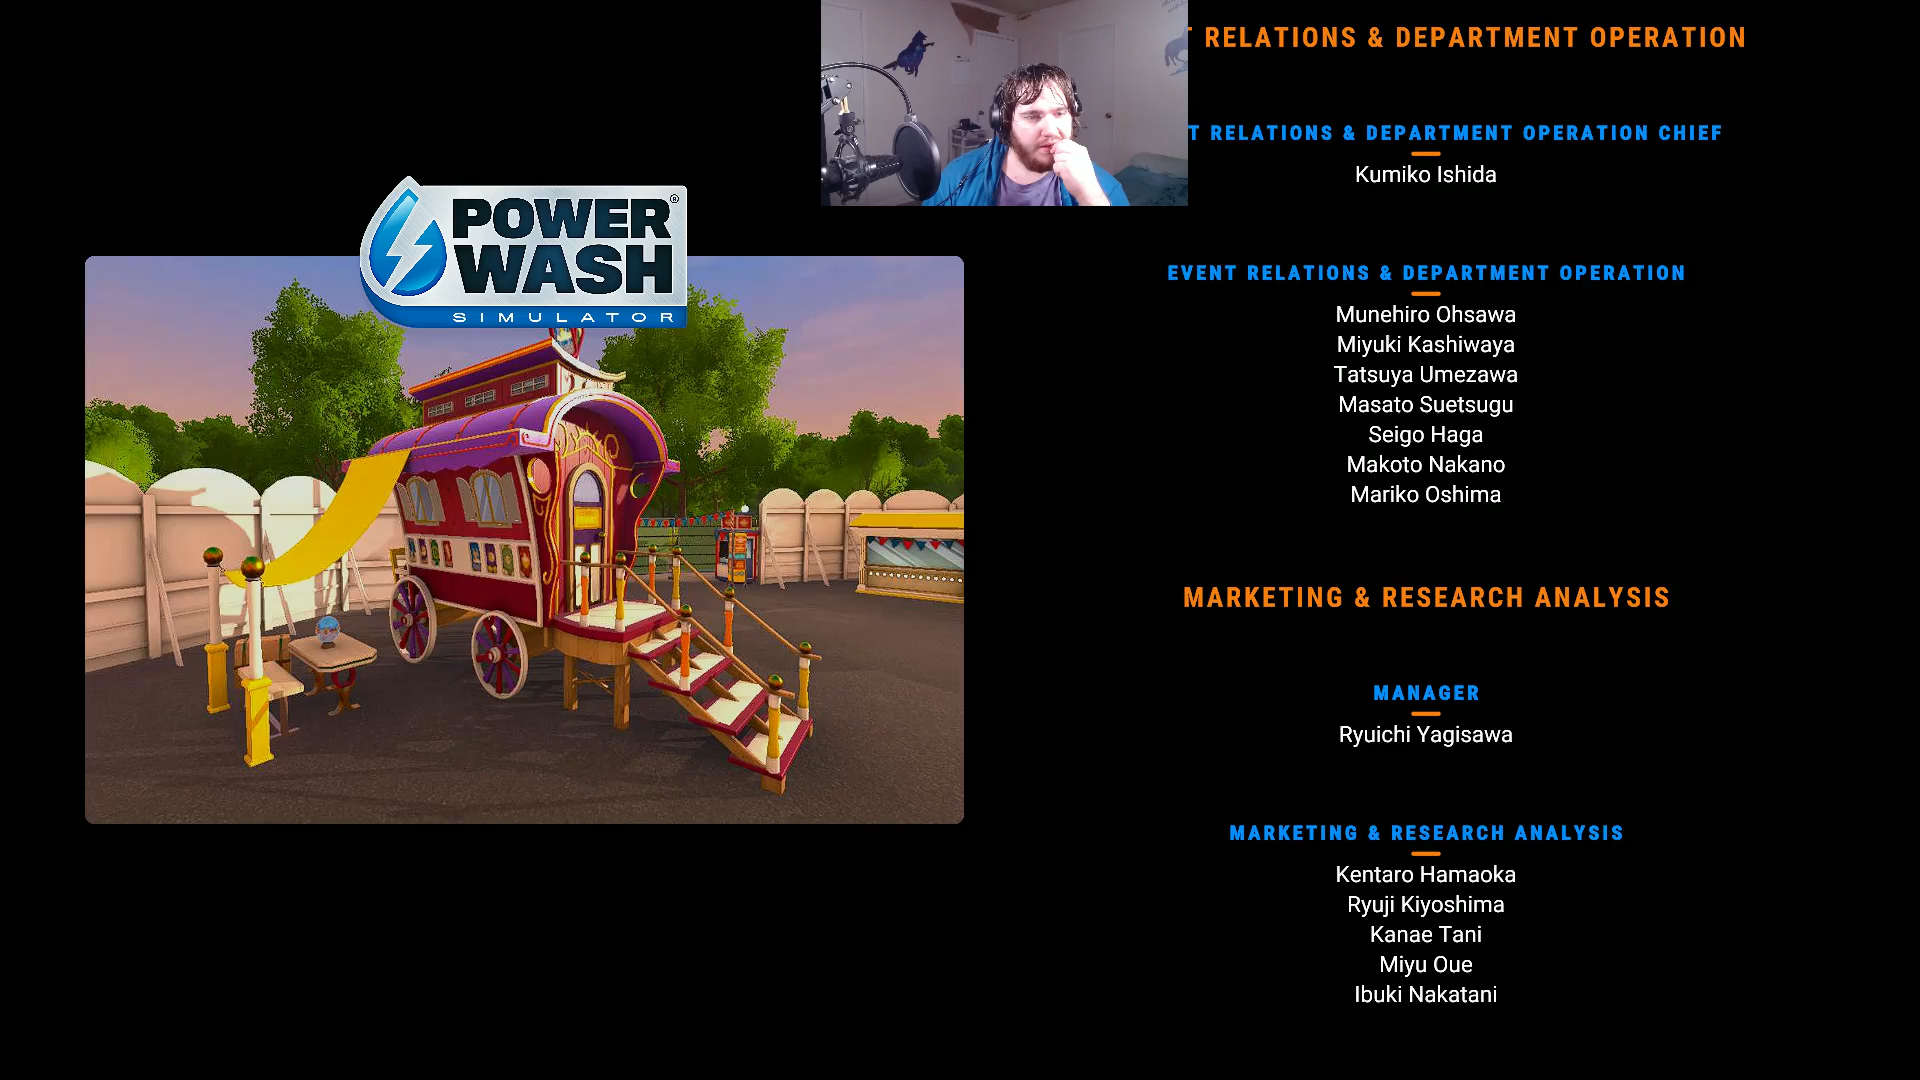 POWER
WASH
SIMULATOR
RELATIONS & DEPARTMENT OPERATION
T RELATIONS & DEPARTMENT OPERATION CHIEF
Kumiko Ishida
EVENT RELATIONS & DEPARTMENT OPERATION
Munehiro Ohsawa
Miyuki Kashiwaya
Tatsuya Umezawa
Masato Suetsugu
Seigo Haga
Makoto Nakano
Mariko Oshima
MARKETING & RESEARCH ANALYSIS
MANAGER
Ryuichi Yagisawa
MARKETING & RESEARCH ANALYSIS
Kentaro Hamaoka
Ryuji Kiyoshima
Kanae Tani
Miyu Oue
Ibuki Nakatani